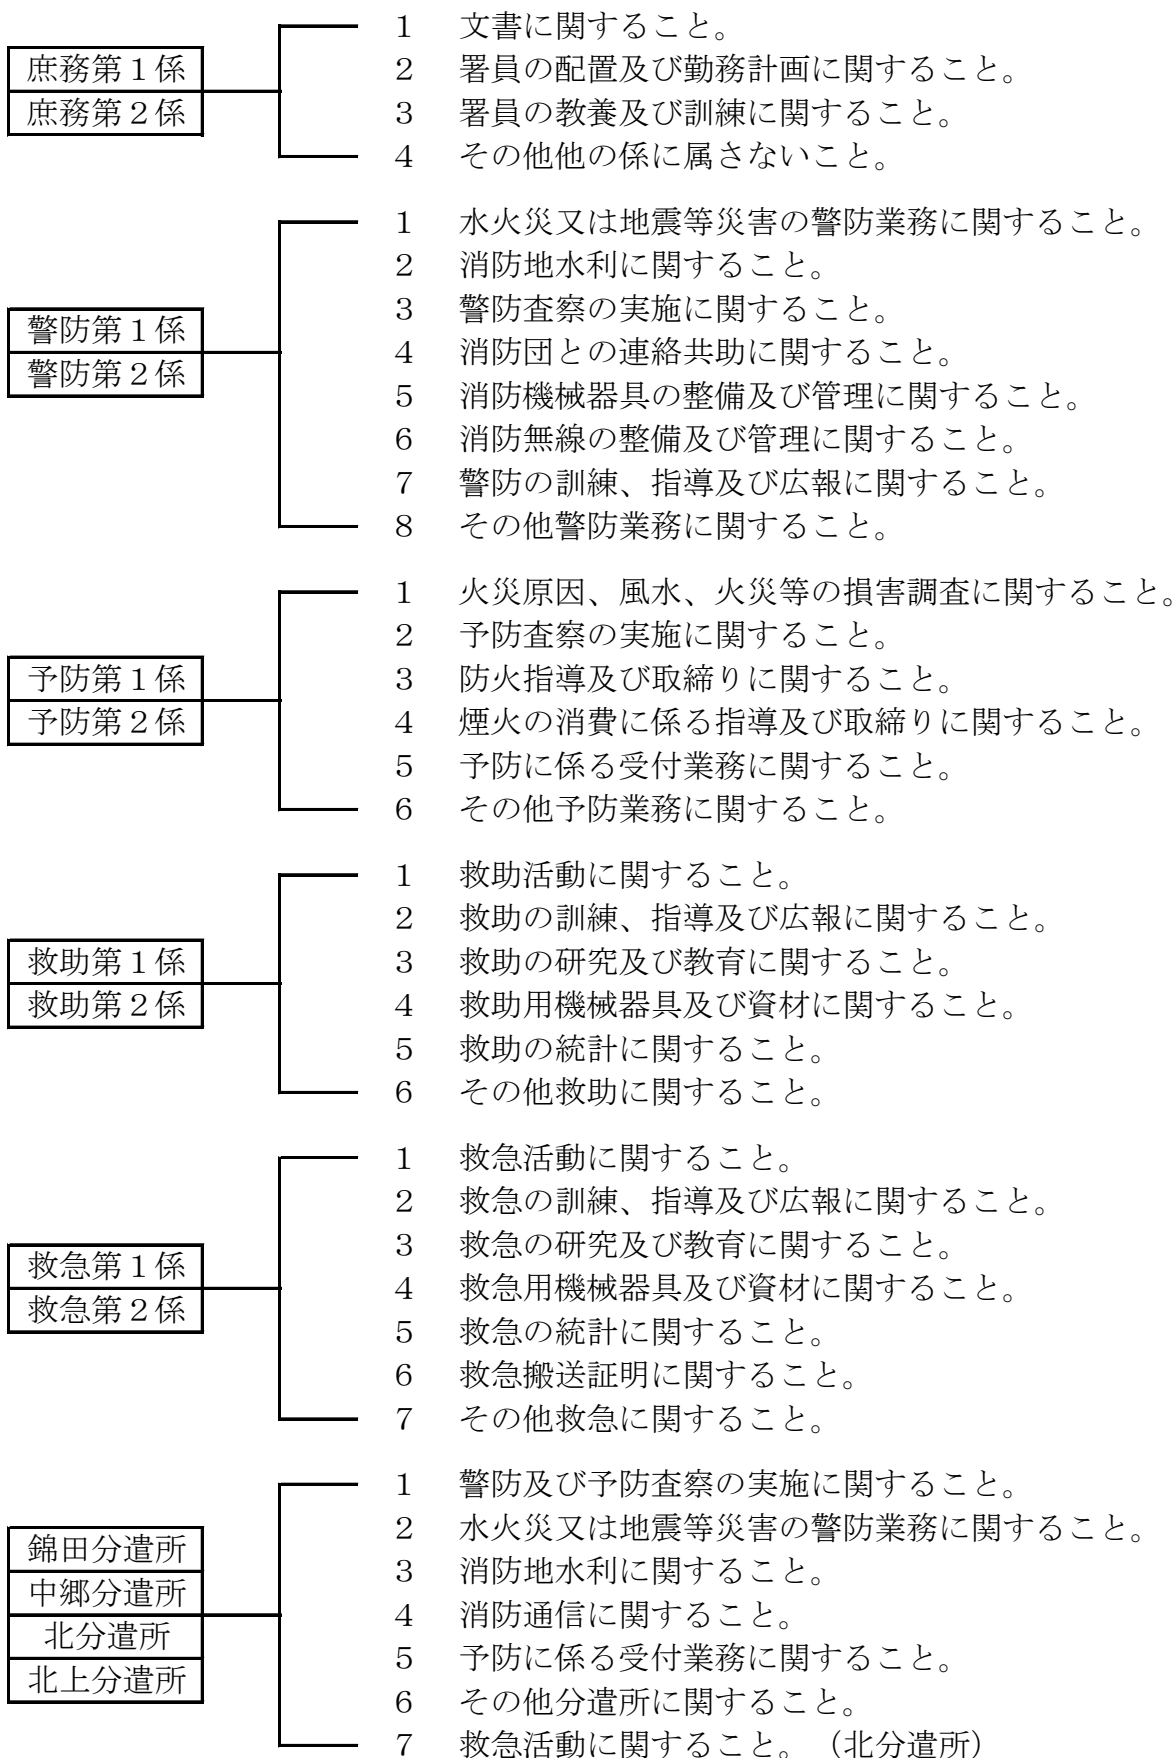 庶務第１係
庶務第２係
１　文書に関すること。
２　署員の配置及び勤務計画に関すること。
３　署員の教養及び訓練に関すること。
４　その他他の係に属さないこと。
警防第１係
警防第２係
１　水火災又は地震等災害の警防業務に関すること。
２　消防地水利に関すること。
３　警防査察の実施に関すること。
４　消防団との連絡共助に関すること。
５　消防機械器具の整備及び管理に関すること。
６　消防無線の整備及び管理に関すること。
７　警防の訓練、指導及び広報に関すること。
８　その他警防業務に関すること。
予防第１係
予防第２係
１　火災原因、風水、火災等の損害調査に関すること。
２　予防査察の実施に関すること。
３　防火指導及び取締りに関すること。
４　煙火の消費に係る指導及び取締りに関すること。
５　予防に係る受付業務に関すること。
６　その他予防業務に関すること。
救助第１係
救助第２係
１　救助活動に関すること。
２　救助の訓練、指導及び広報に関すること。
３　救助の研究及び教育に関すること。
４　救助用機械器具及び資材に関すること。
５　救助の統計に関すること。
６　その他救助に関すること。
救急第１係
救急第２係
１　救急活動に関すること。
２　救急の訓練、指導及び広報に関すること。
３　救急の研究及び教育に関すること。
４　救急用機械器具及び資材に関すること。
５　救急の統計に関すること。
６　救急搬送証明に関すること。
７　その他救急に関すること。
錦田分遣所
中郷分遣所
北分遣所
北上分遣所
１　警防及び予防査察の実施に関すること。
２　水火災又は地震等災害の警防業務に関すること。
３　消防地水利に関すること。
４　消防通信に関すること。
５　予防に係る受付業務に関すること。
６　その他分遣所に関すること。
７　救急活動に関すること。（北分遣所）